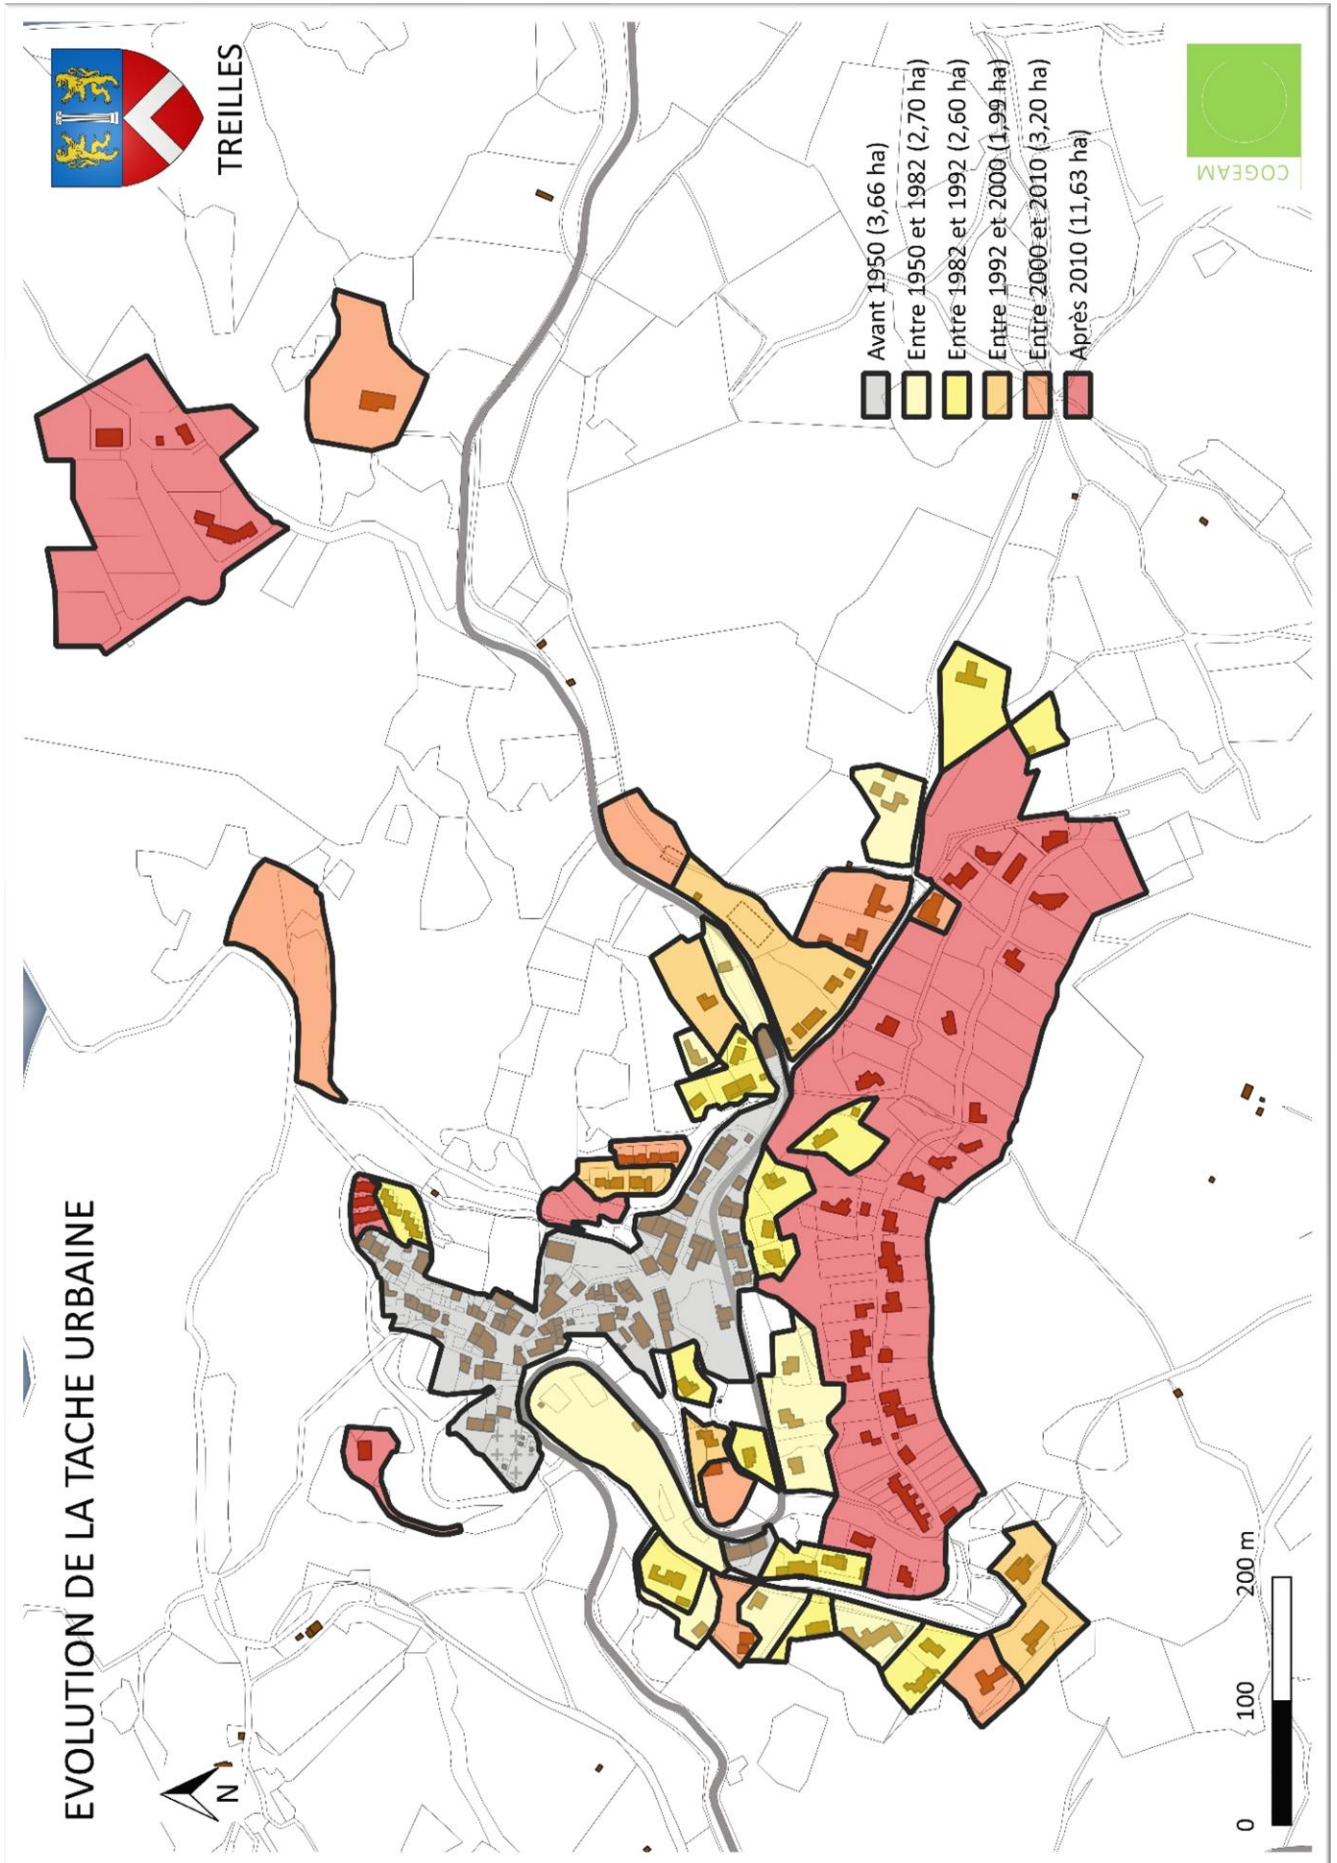 EVOLUTION DE LA TACHE URBAINE
TREILLES
N
Avant 1950 (3,66 ha)
Entre 1950 et 1982 (2,70 ha)
Entre 1982 et 1992 (2,60 ha)
Entre 1992 et 2000 (1,99 ha)
Entre 2000 et 2010 (3,20 ha)
Après 2010 (11,63 ha)
0 100 200 m
COGEAM